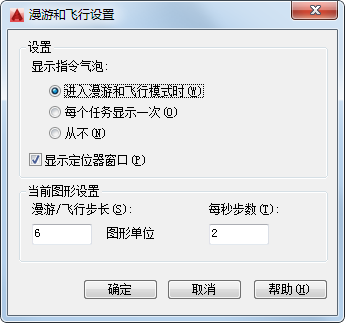 漫游和飞行设置
设置
显示指令气泡:
进入漫游和飞行模式时(W)
每个任务显示一次(O)
从不(N)
显示定位器窗口(P)
当前图形设置
漫游/飞行步长(S): 每秒步数(T):
6 图形单位 2
确定 取消 帮助(H)